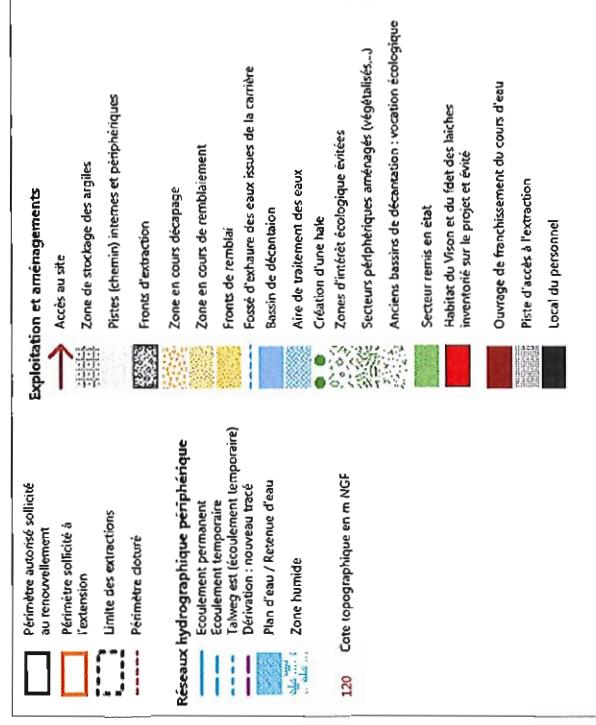 Périmètre autorisé sollicité
au renouvellement
Périmètre sollicité à
l'extension
Limite des extractions
Périmètre cloturé
Réseaux hydrographique périphérique
Ecoulement permanent
Ecoulement temporaire
Talweg est (écoulement temporaire)
Dérivation : nouveau tracé
Plan d'eau / Retenue d'eau
Zone humide
120 Cote topographique en m NGF
Exploitation et aménagements
Accès au site
Zone de stockage des argiles
Pistes (chemin) internes et périphériques
Fronts d'extraction
Zone en cours décapage
Zone en cours de remblaiement
Fronts de remblai
Fossé d'exhaure des eaux issues de la carrière
Bassin de décantaion
Aire de traitement des eaux
Création d'une haie
Zones d'intérêt écologique évitées
Secteurs périphériques aménagés (végétalisés,...)
Anciens bassins de décantation : vocation écologique
Secteur remis en état
Habitat du Vison et du fdet des laiches
inventorié sur le projet et évité
Ouvrage de franchissement du cours d'eau
Piste d'accés à l'extraction
Local du personnel